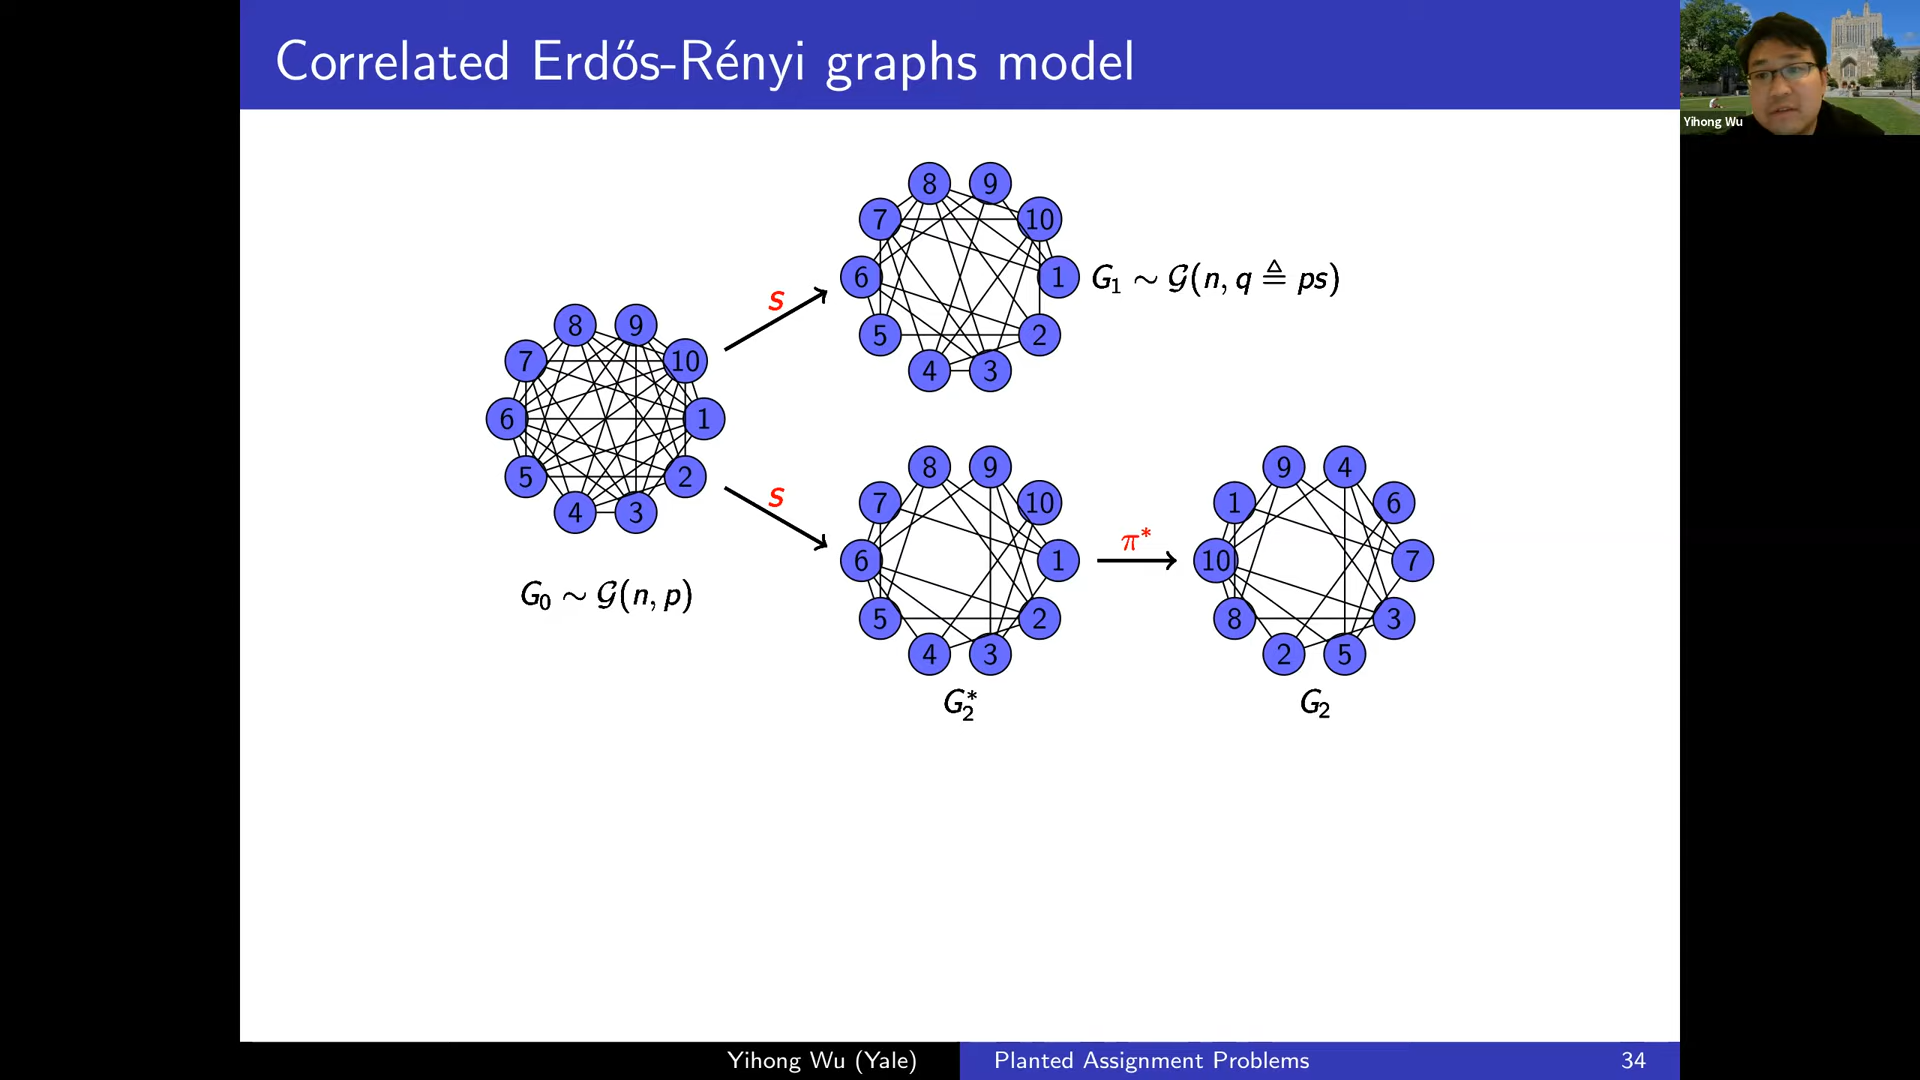 Correlated Erdős-Rényi graphs model
Yihong Wu
8 9
7 10
6 1
5 2
4 3
G₁ ∼ 𝒢(n, q ≜ ps)
s
8 9
7 10
6 1
5 2
4 3
G₀ ∼ 𝒢(n, p)
s
8 9
7 10
6 1
5 2
4 3
G₂*
π*
9 4
1 6
10 7
8 3
2 5
G₂
Yihong Wu (Yale) Planted Assignment Problems 34